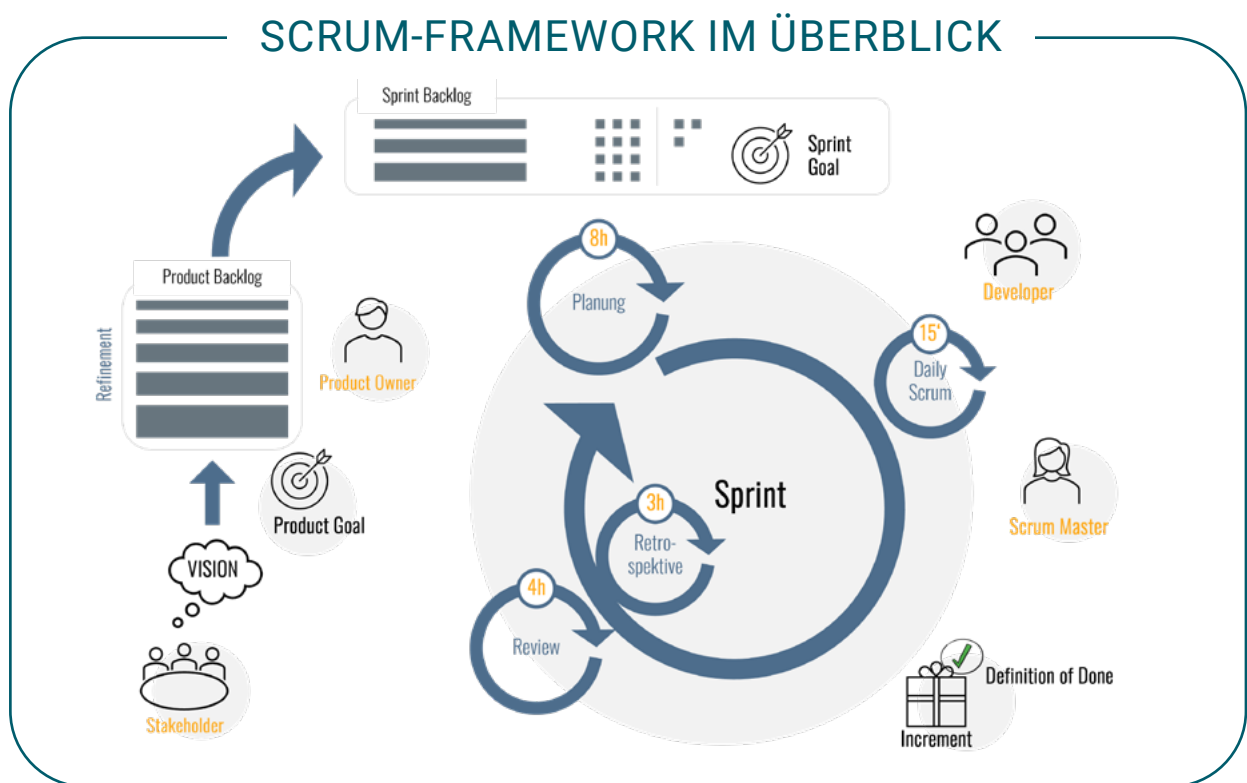 SCRUM-FRAMEWORK IM ÜBERBLICK
Sprint Backlog
Sprint
Goal
Product Backlog
Refinement
Product Owner
Product Goal
VISION
Stakeholder
8h
Planung
Developer
15'
Daily
Scrum
Sprint
Scrum Master
3h
Retro-
spektive
4h
Review
Definition of Done
Increment